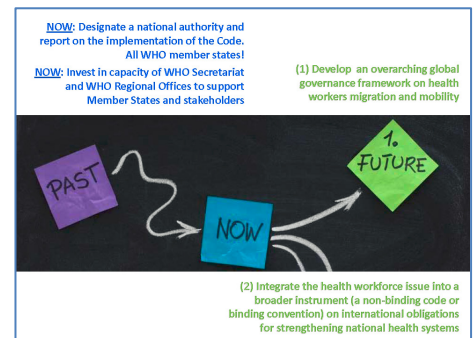 NOW: Designate a national authority and
report on the implementation of the Code.
All WHO member states!
NOW: Invest in capacity of WHO Secretariat
and WHO Regional Offices to support
Member States and stakeholders
(1) Develop an overarching global
governance framework on health
workers migration and mobility
PAST
NOW
1.
FUTURE
(2) Integrate the health workforce issue into a
broader instrument (a non-binding code or
binding convention) on international obligations
for strengthening national health systems